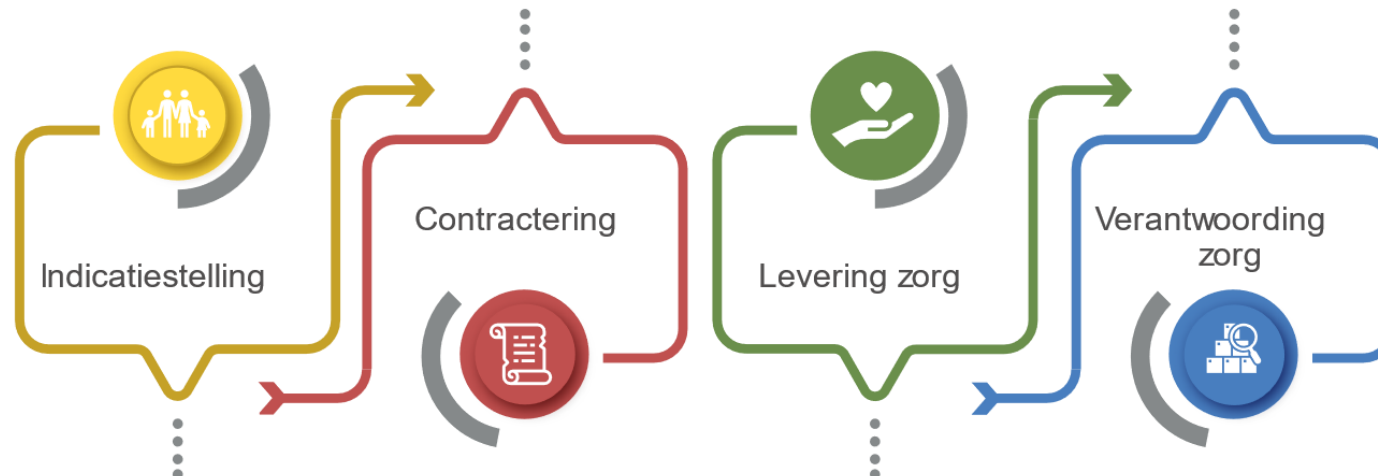 Indicatiestelling
Contractering
Levering zorg
Verantwoording
zorg